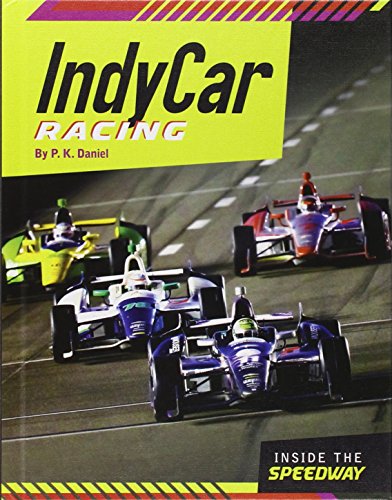 IndyCar
RACING
By P. K. Daniel
INSIDE THE
SPEEDWAY